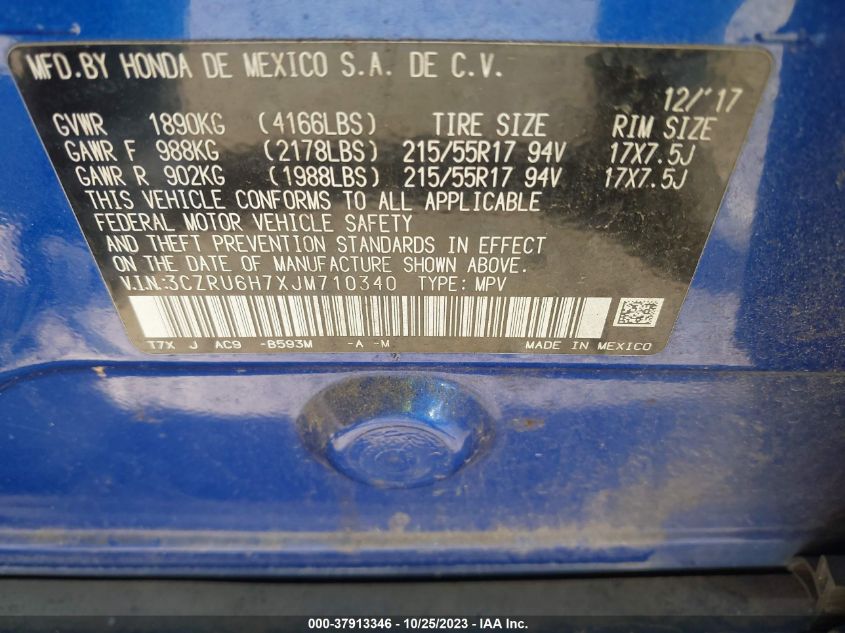 MFD.BY HONDA DE MEXICO S.A. DE C.V.
12/'17
GVWR 1890KG (4166LBS) TIRE SIZE RIM SIZE
GAWR F 988KG (2178LBS) 215/55R17 94V 17X7.5J
GAWR R 902KG (1988LBS) 215/55R17 94V 17X7.5J
THIS VEHICLE CONFORMS TO ALL APPLICABLE
FEDERAL MOTOR VEHICLE SAFETY
AND THEFT PREVENTION STANDARDS IN EFFECT
ON THE DATE OF MANUFACTURE SHOWN ABOVE.
V.I.N:3CZRU6H7XJM710340 TYPE: MPV
T7X J AC9 -B593M -A -M MADE IN MEXICO
000-37913346 - 10/25/2023 - IAA Inc.